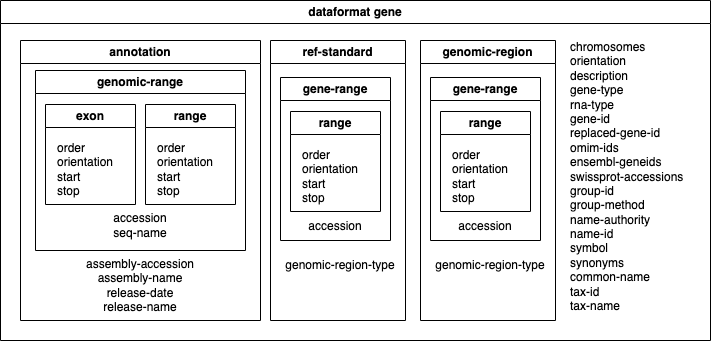 dataformat gene
annotation
genomic-range
exon
order
orientation
start
stop
range
order
orientation
start
stop
accession
seq-name
assembly-accession
assembly-name
release-date
release-name
ref-standard
gene-range
range
order
orientation
start
stop
accession
genomic-region-type
genomic-region
gene-range
range
order
orientation
start
stop
accession
genomic-region-type
chromosomes
orientation
description
gene-type
rna-type
gene-id
replaced-gene-id
omim-ids
ensembl-geneids
swissprot-accessions
group-id
group-method
name-authority
name-id
symbol
synonyms
common-name
tax-id
tax-name